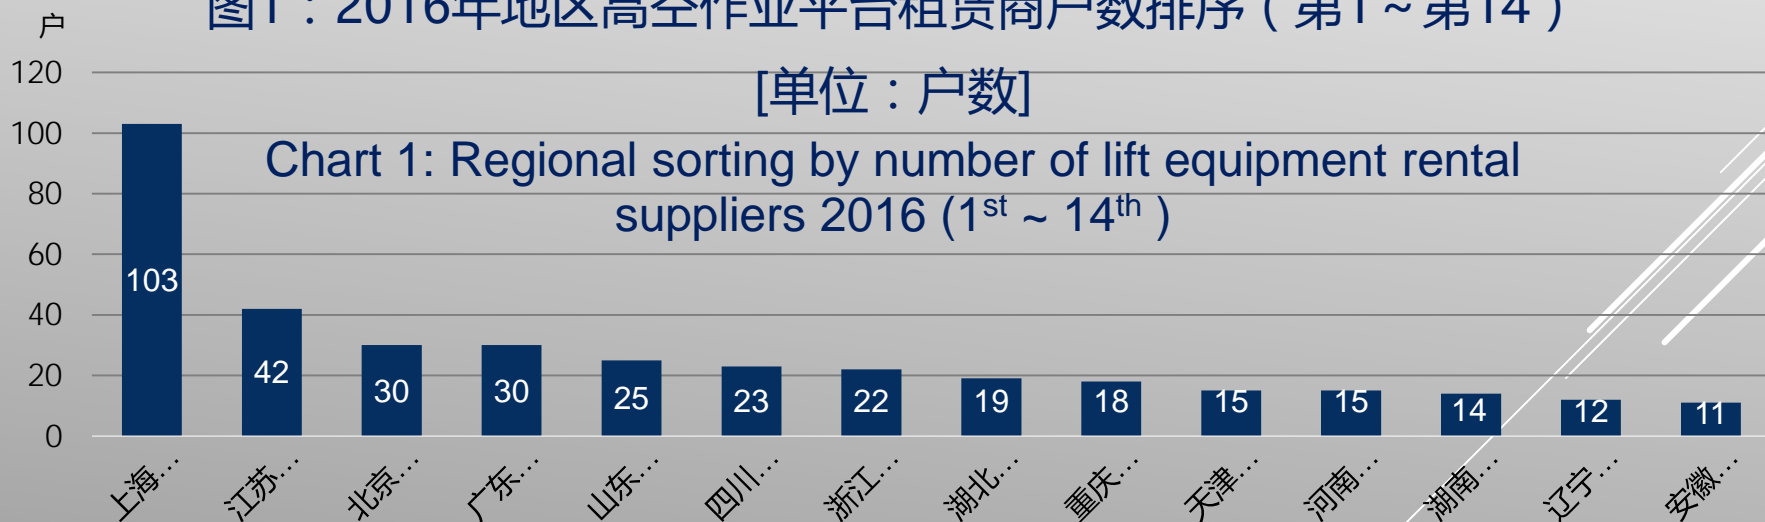 图1：2016年地区高空作业平台租赁商户数排序（第1～第14）
户
[单位：户数]
Chart 1: Regional sorting by number of lift equipment rental
suppliers 2016 (1st ~ 14th )
120
100
80
60
40
20
0
103
42
30
30
25
23
22
19
18
15
15
14
12
11
上海...
江苏...
北京...
广东...
山东...
四川...
浙江...
湖北...
重庆...
天津...
河南...
湖南...
辽宁...
安徽...